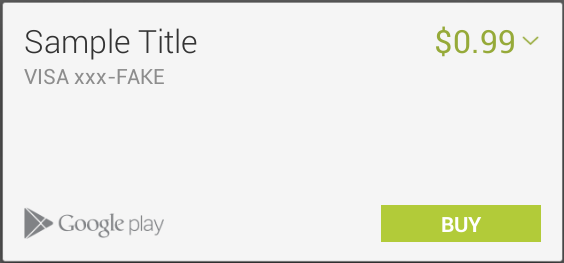 Sample Title
$0.99
VISA xxx-FAKE
Google play
BUY